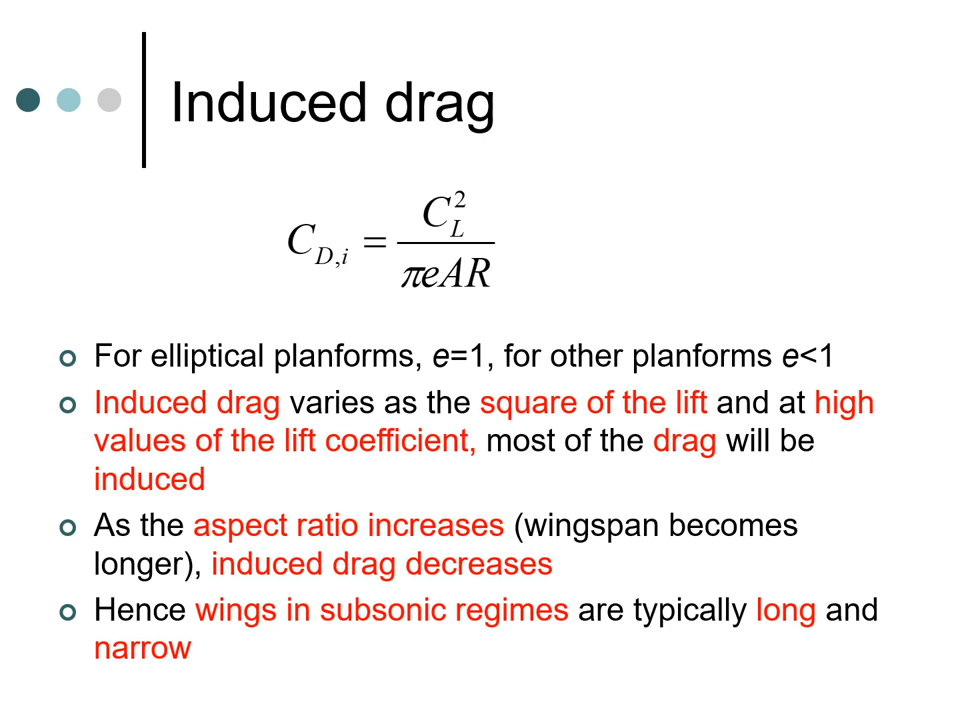 Induced drag
C_{D,i} = \frac{C_L^2}{\pi eAR}
For elliptical planforms, e=1, for other planforms e<1
Induced drag varies as the square of the lift and at high
values of the lift coefficient, most of the drag will be
induced
As the aspect ratio increases (wingspan becomes
longer), induced drag decreases
Hence wings in subsonic regimes are typically long and
narrow